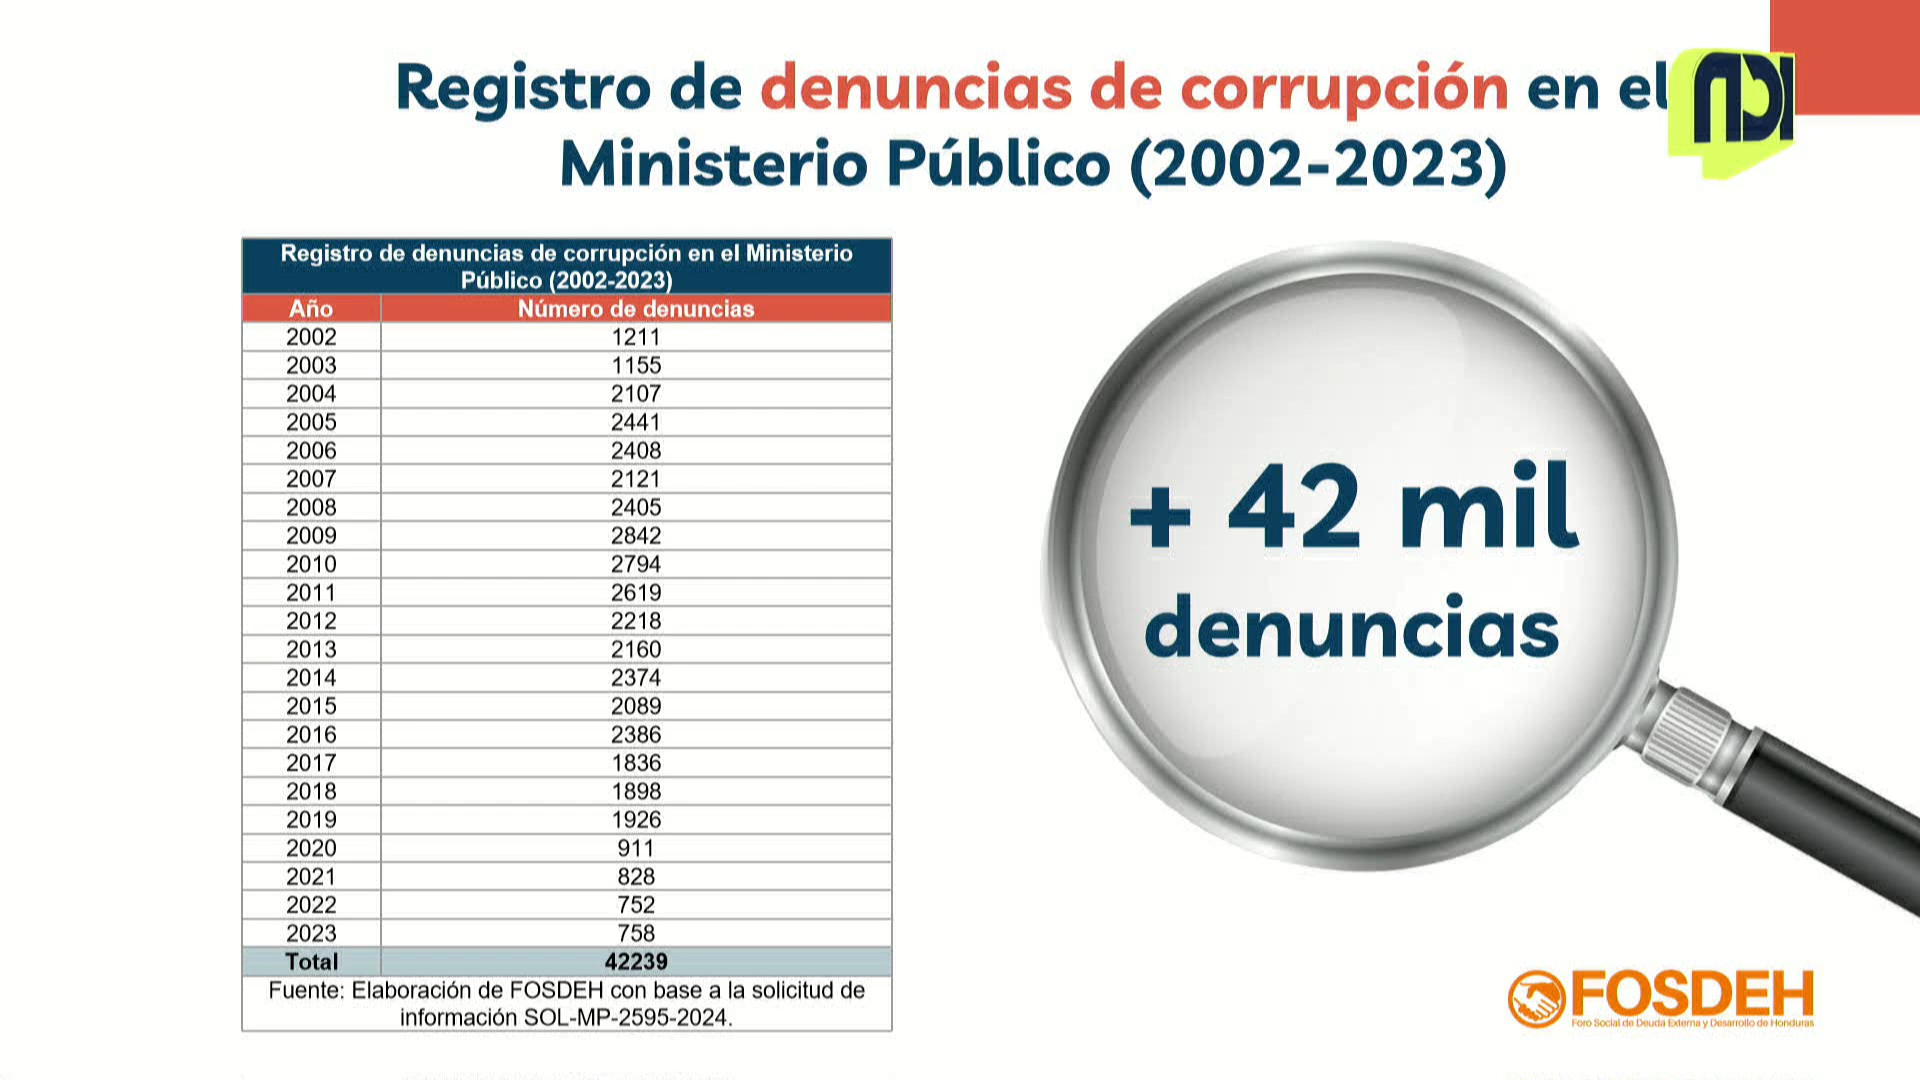 Registro de denuncias de corrupción en el
Ministerio Público (2002-2023)
Registro de denuncias de corrupción en el Ministerio
Público (2002-2023)
Año Número de denuncias
2002 1211
2003 1155
2004 2107
2005 2441
2006 2408
2007 2121
2008 2405
2009 2842
2010 2794
2011 2619
2012 2218
2013 2160
2014 2374
2015 2089
2016 2386
2017 1836
2018 1898
2019 1926
2020 911
2021 828
2022 752
2023 758
Total 42239
Fuente: Elaboración de FOSDEH con base a la solicitud de
información SOL-MP-2595-2024.
+ 42 mil
denuncias
FOSDEH
Foro Social de Deuda Externa y Desarrollo de Honduras